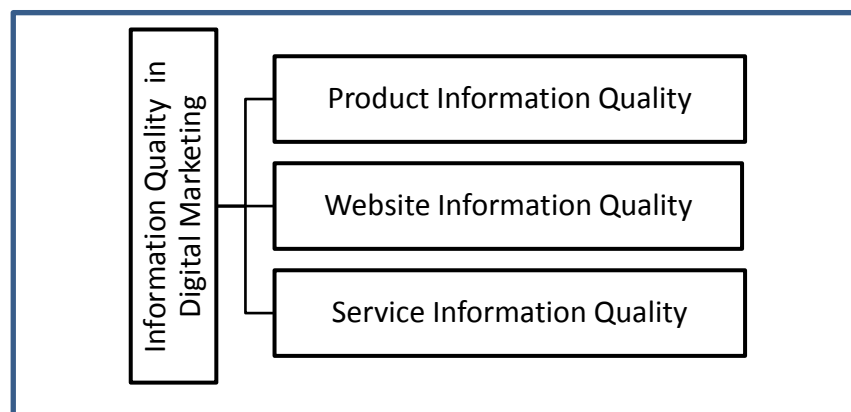 Information Quality in
Digital Marketing
Product Information Quality
Website Information Quality
Service Information Quality